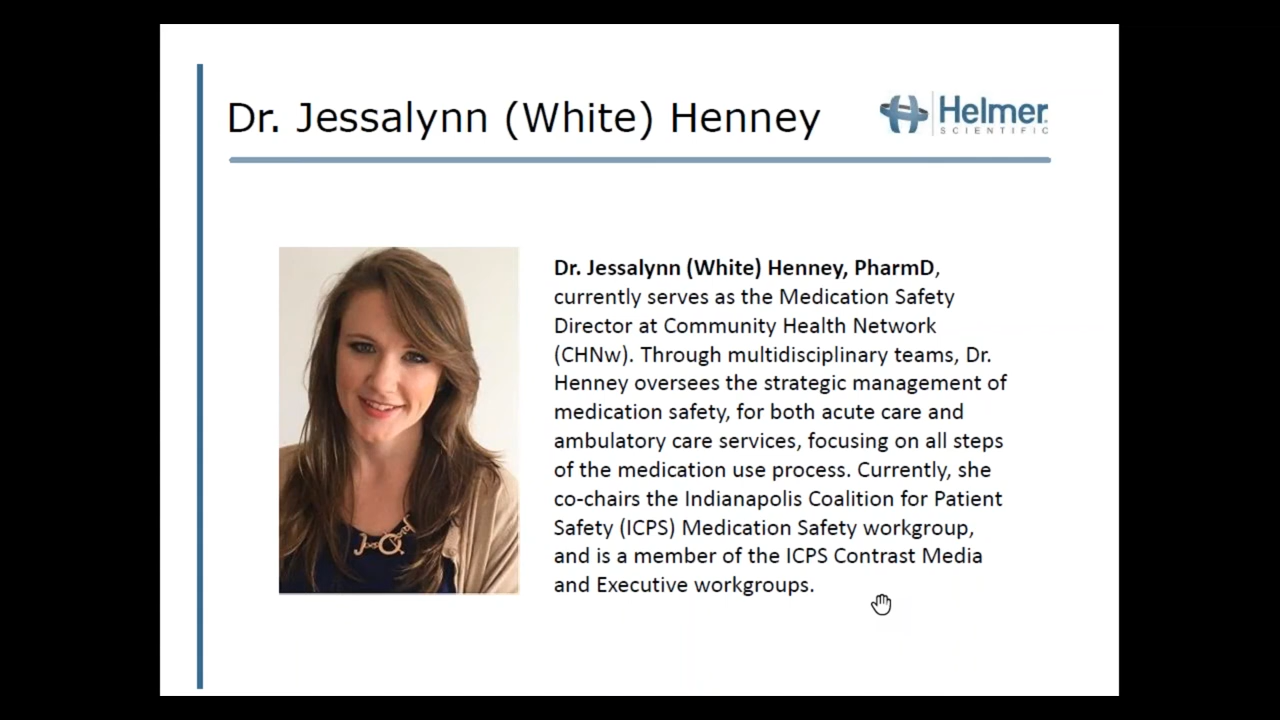 Dr. Jessalynn (White) Henney
Helmer
SCIENTIFIC
Dr. Jessalynn (White) Henney, PharmD,
currently serves as the Medication Safety
Director at Community Health Network
(CHNw). Through multidisciplinary teams, Dr.
Henney oversees the strategic management of
medication safety, for both acute care and
ambulatory care services, focusing on all steps
of the medication use process. Currently, she
co-chairs the Indianapolis Coalition for Patient
Safety (ICPS) Medication Safety workgroup,
and is a member of the ICPS Contrast Media
and Executive workgroups.